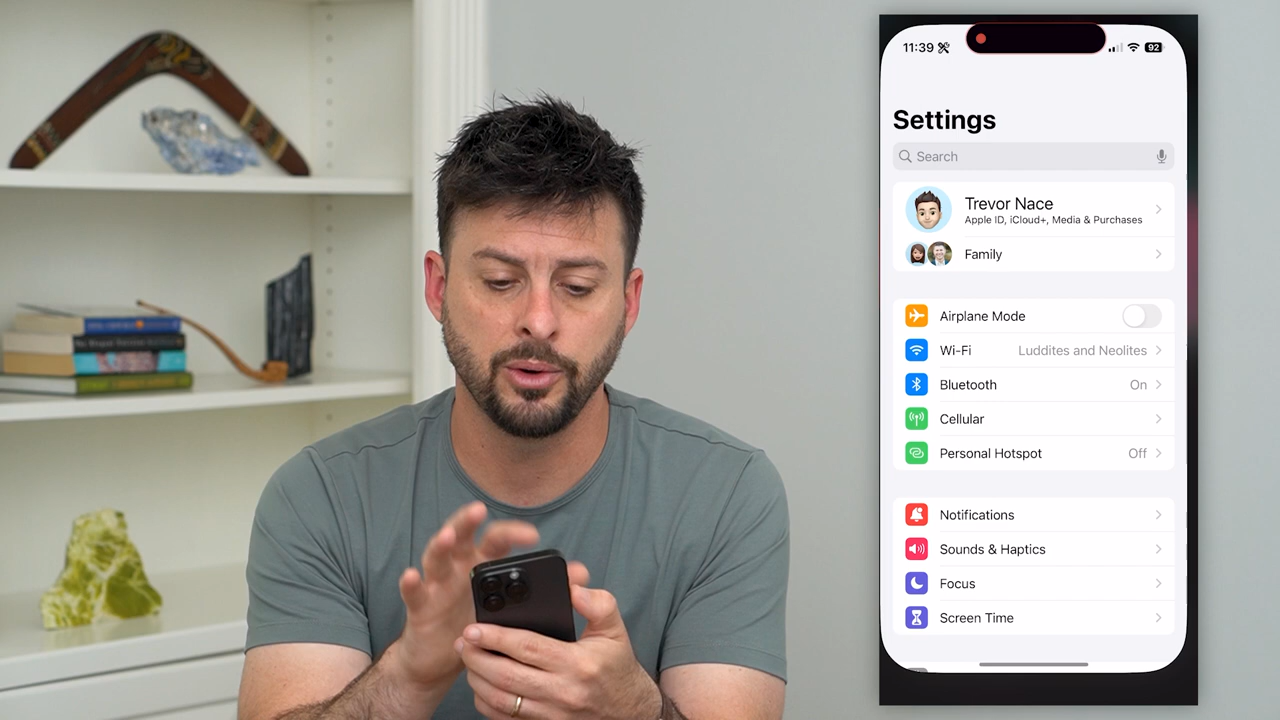 11:39
92
Settings
Search
Trevor Nace
Apple ID, iCloud+, Media & Purchases
Family
Airplane Mode
Wi-Fi Luddites and Neolites
Bluetooth On
Cellular
Personal Hotspot Off
Notifications
Sounds & Haptics
Focus
Screen Time